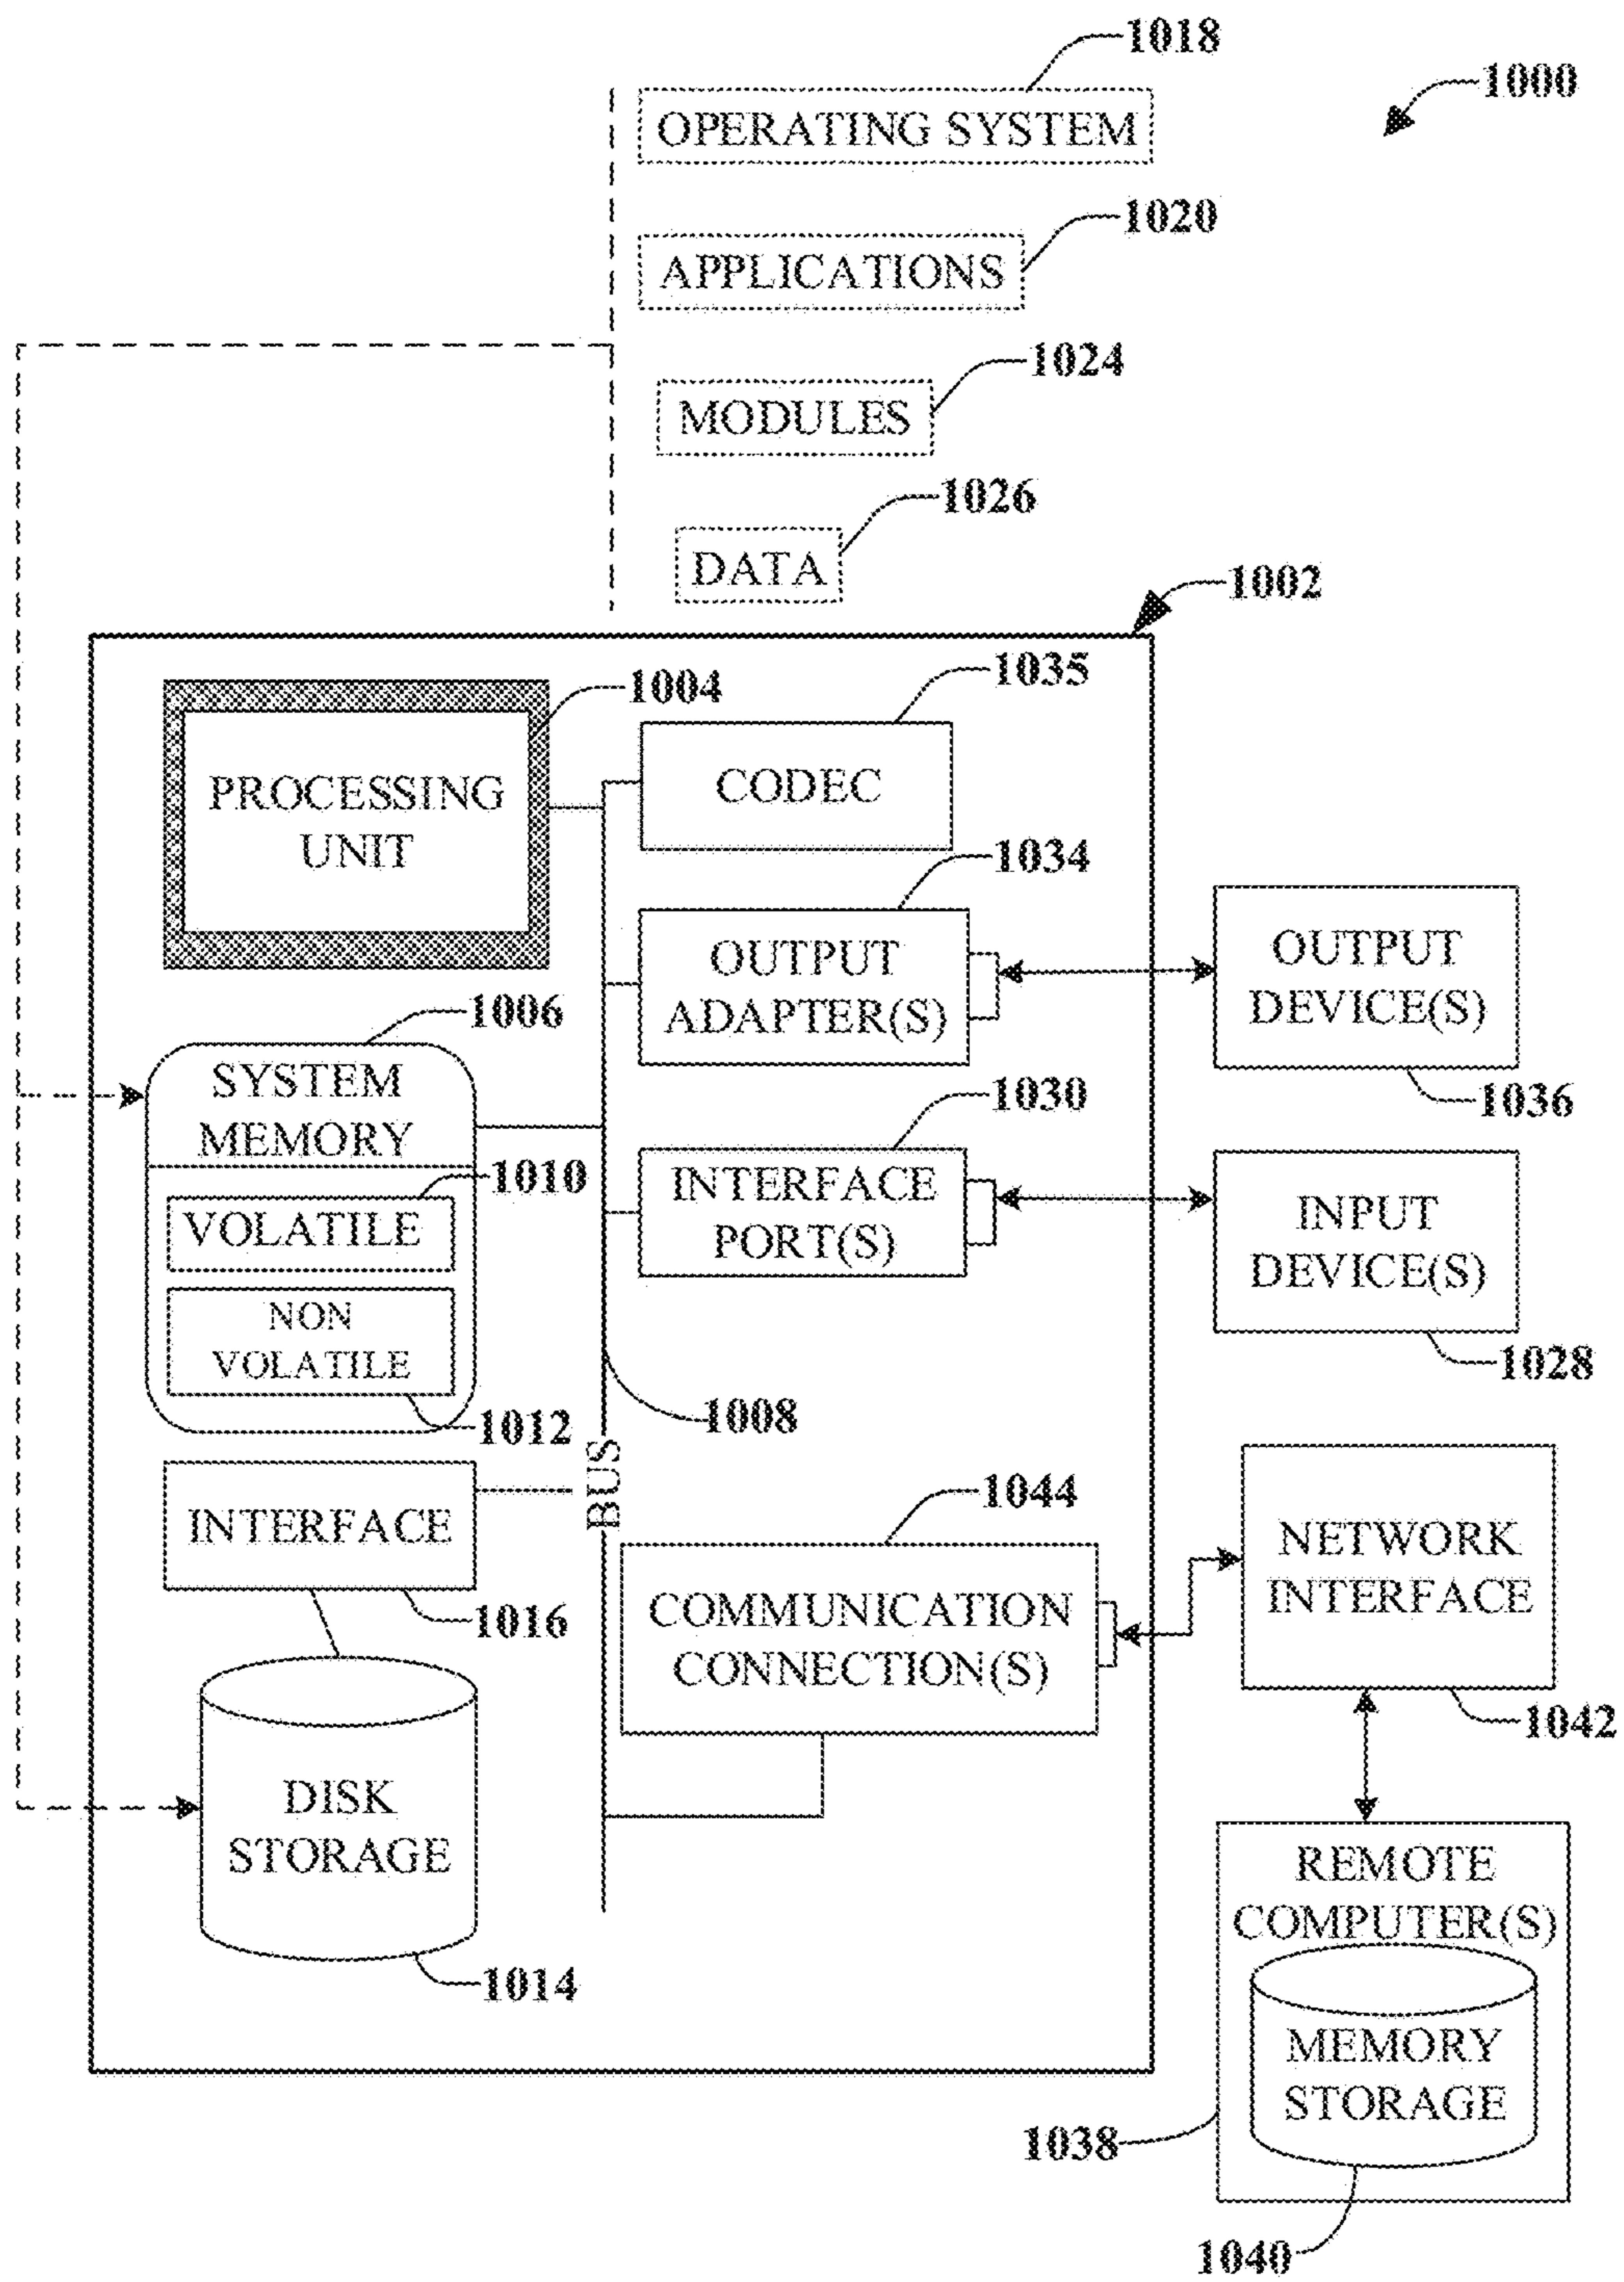 1018
1000
OPERATING SYSTEM
1020
APPLICATIONS
1024
MODULES
1026
DATA
1002
1035
1004
CODEC
PROCESSING
UNIT
1034
OUTPUT
ADAPTER(S)
OUTPUT
DEVICE(S)
1036
1006
SYSTEM
MEMORY
1030
1010
INTERFACE
PORT(S)
VOLATILE
INPUT
DEVICE(S)
NON
VOLATILE
1028
1012
1008
BUS
1044
INTERFACE
1016
NETWORK
INTERFACE
COMMUNICATION
CONNECTION(S)
1042
DISK
STORAGE
1014
REMOTE
COMPUTER(S)
MEMORY
STORAGE
1038
1040